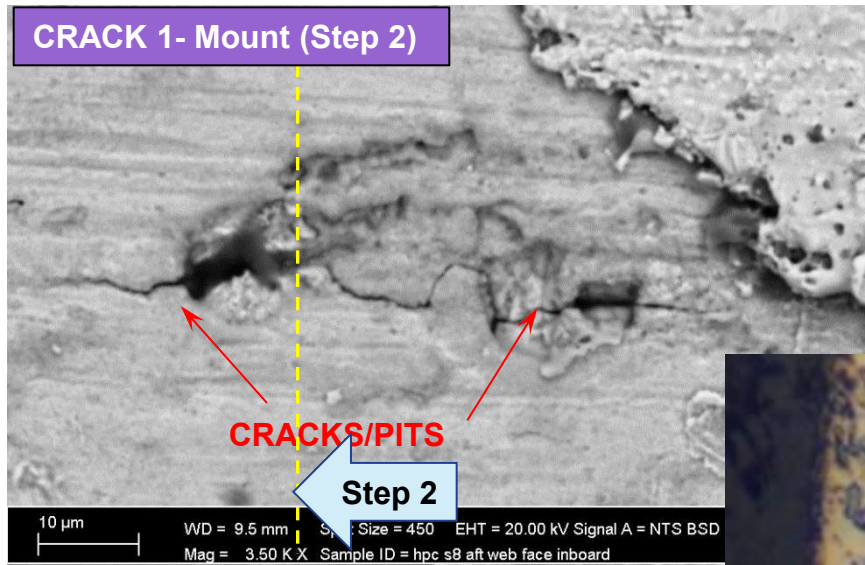 CRACK 1- Mount (Step 2)
CRACKS/PITS
Step 2
10 µm
WD = 9.5 mm
Size = 450
EHT = 20.00 kV
Signal A = NTS BSD
Mag = 3.50 K X
Sample ID = hpc s8 aft web face inboard